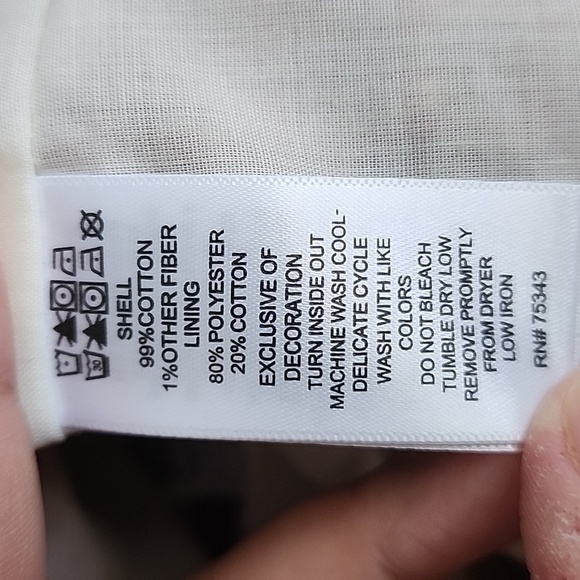 30
SHELL
99%COTTON
1%OTHER FIBER
LINING
80% POLYESTER
20% COTTON
EXCLUSIVE OF
DECORATION
TURN INSIDE OUT
MACHINE WASH COOL-
DELICATE CYCLE
WASH WITH LIKE
COLORS
DO NOT BLEACH
TUMBLE DRY LOW
REMOVE PROMPTLY
FROM DRYER
LOW IRON
RN# 75343